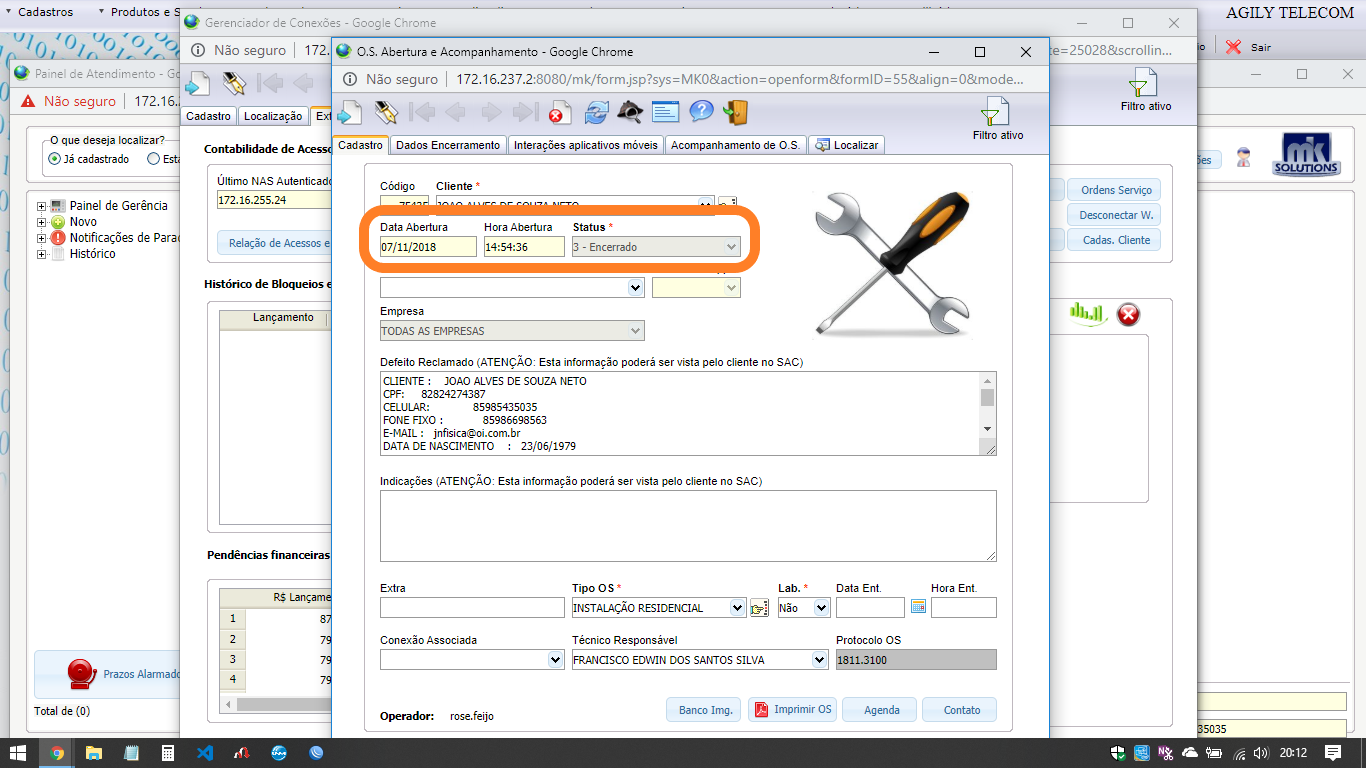 Cadastros
Produtos e S
AGILY TELECOM
Sair
Gerenciador de Conexões - Google Chrome
Não seguro
172.
te=25028&scrollin...
Painel de Atendimento - Go
Não seguro
172.16.
O.S. Abertura e Acompanhamento - Google Chrome
Não seguro
172.16.237.2:8080/mk/form.jsp?sys=MK0&action=openform&formID=55&align=0&mode...
Filtro ativo
Filtro ativo
Cadastro
Localização
Ext
Cadastro
Dados Encerramento
Interações aplicativos móveis
Acompanhamento de O.S.
Localizar
O que deseja localizar?
Já cadastrado
Esta
Painel de Gerência
Novo
Notificações de Parad
Histórico
Contabilidade de Acesso
Último NAS Autenticado
172.16.255.24
Relação de Acessos e
Histórico de Bloqueios e
Lançamento
Pendências financeiras
R$ Lançame
1
87
2
79
3
79
4
79
Prazos Alarmado
Total de (0)
Código
Cliente *
75435
JOAO ALVES DE SOUZA NETO
Data Abertura
Hora Abertura
Status *
07/11/2018
14:54:36
3 - Encerrado
Empresa
TODAS AS EMPRESAS
Defeito Reclamado (ATENÇÃO: Esta informação poderá ser vista pelo cliente no SAC)
CLIENTE : JOAO ALVES DE SOUZA NETO
CPF: 82824274387
CELULAR: 85985435035
FONE FIXO : 85986698563
E-MAIL : jnfisica@oi.com.br
DATA DE NASCIMENTO : 23/06/1979
Indicações (ATENÇÃO: Esta informação poderá ser vista pelo cliente no SAC)
Extra
Tipo OS *
Lab. *
Data Ent.
Hora Ent.
INSTALAÇÃO RESIDENCIAL
Não
Conexão Associada
Técnico Responsável
Protocolo OS
FRANCISCO EDWIN DOS SANTOS SILVA
1811.3100
Operador:
rose.feijo
Banco Img.
Imprimir OS
Agenda
Contato
Ordens Serviço
Desconectar W.
Cadas. Cliente
ões
mk
SOLUTIONS
35035
20:12